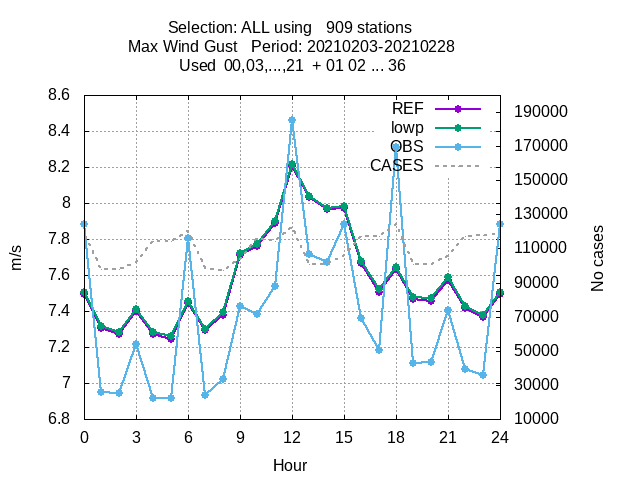 Selection: ALL using   909 stations
Max Wind Gust   Period: 20210203-20210228
Used  00,03,...,21  + 01 02 ... 36
REF
lowp
OBS
CASES
8.6
8.4
8.2
8
7.8
7.6
7.4
7.2
7
6.8
m/s
190000
170000
150000
130000
110000
90000
70000
50000
30000
10000
No cases
0 3 6 9 12 15 18 21 24
Hour